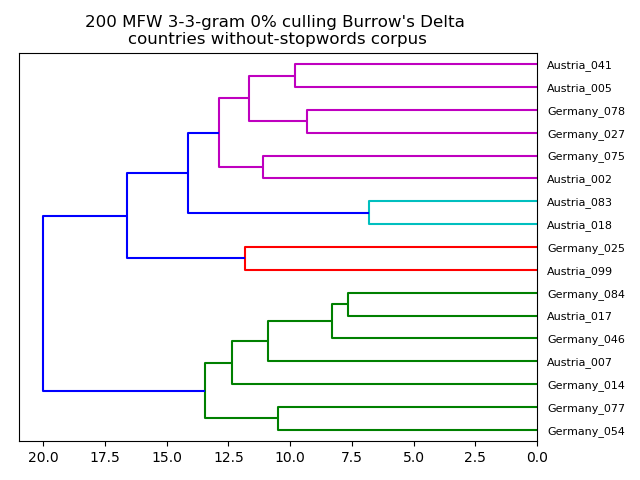 200 MFW 3-3-gram 0% culling Burrow's Delta
countries without-stopwords corpus
Austria_041
Austria_005
Germany_078
Germany_027
Germany_075
Austria_002
Austria_083
Austria_018
Germany_025
Austria_099
Germany_084
Austria_017
Germany_046
Austria_007
Germany_014
Germany_077
Germany_054
20.0 17.5 15.0 12.5 10.0 7.5 5.0 2.5 0.0